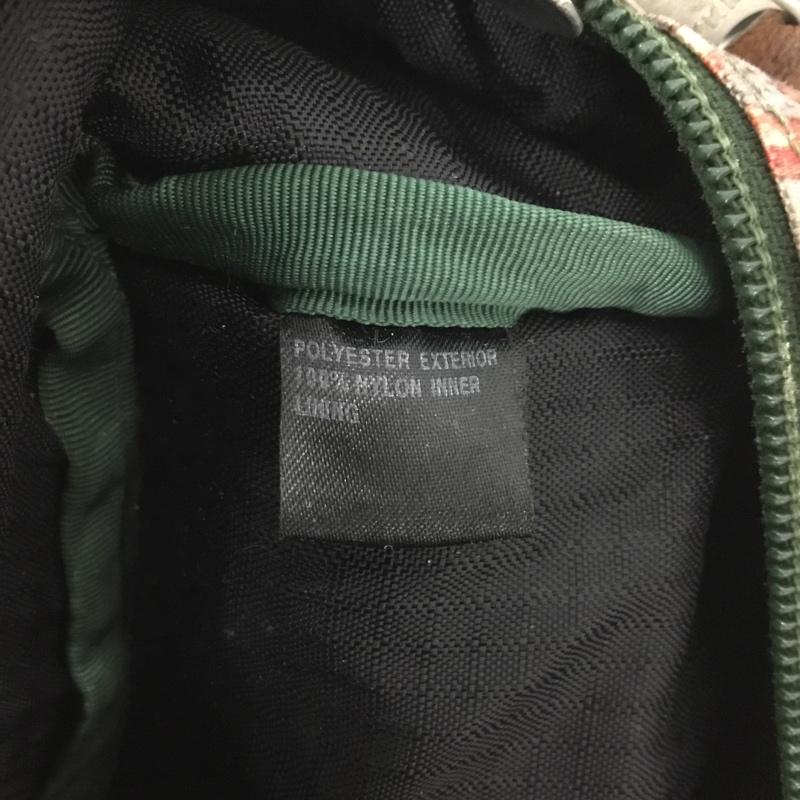 POLYESTER EXTERIOR
100% NYLON INNER
LINING